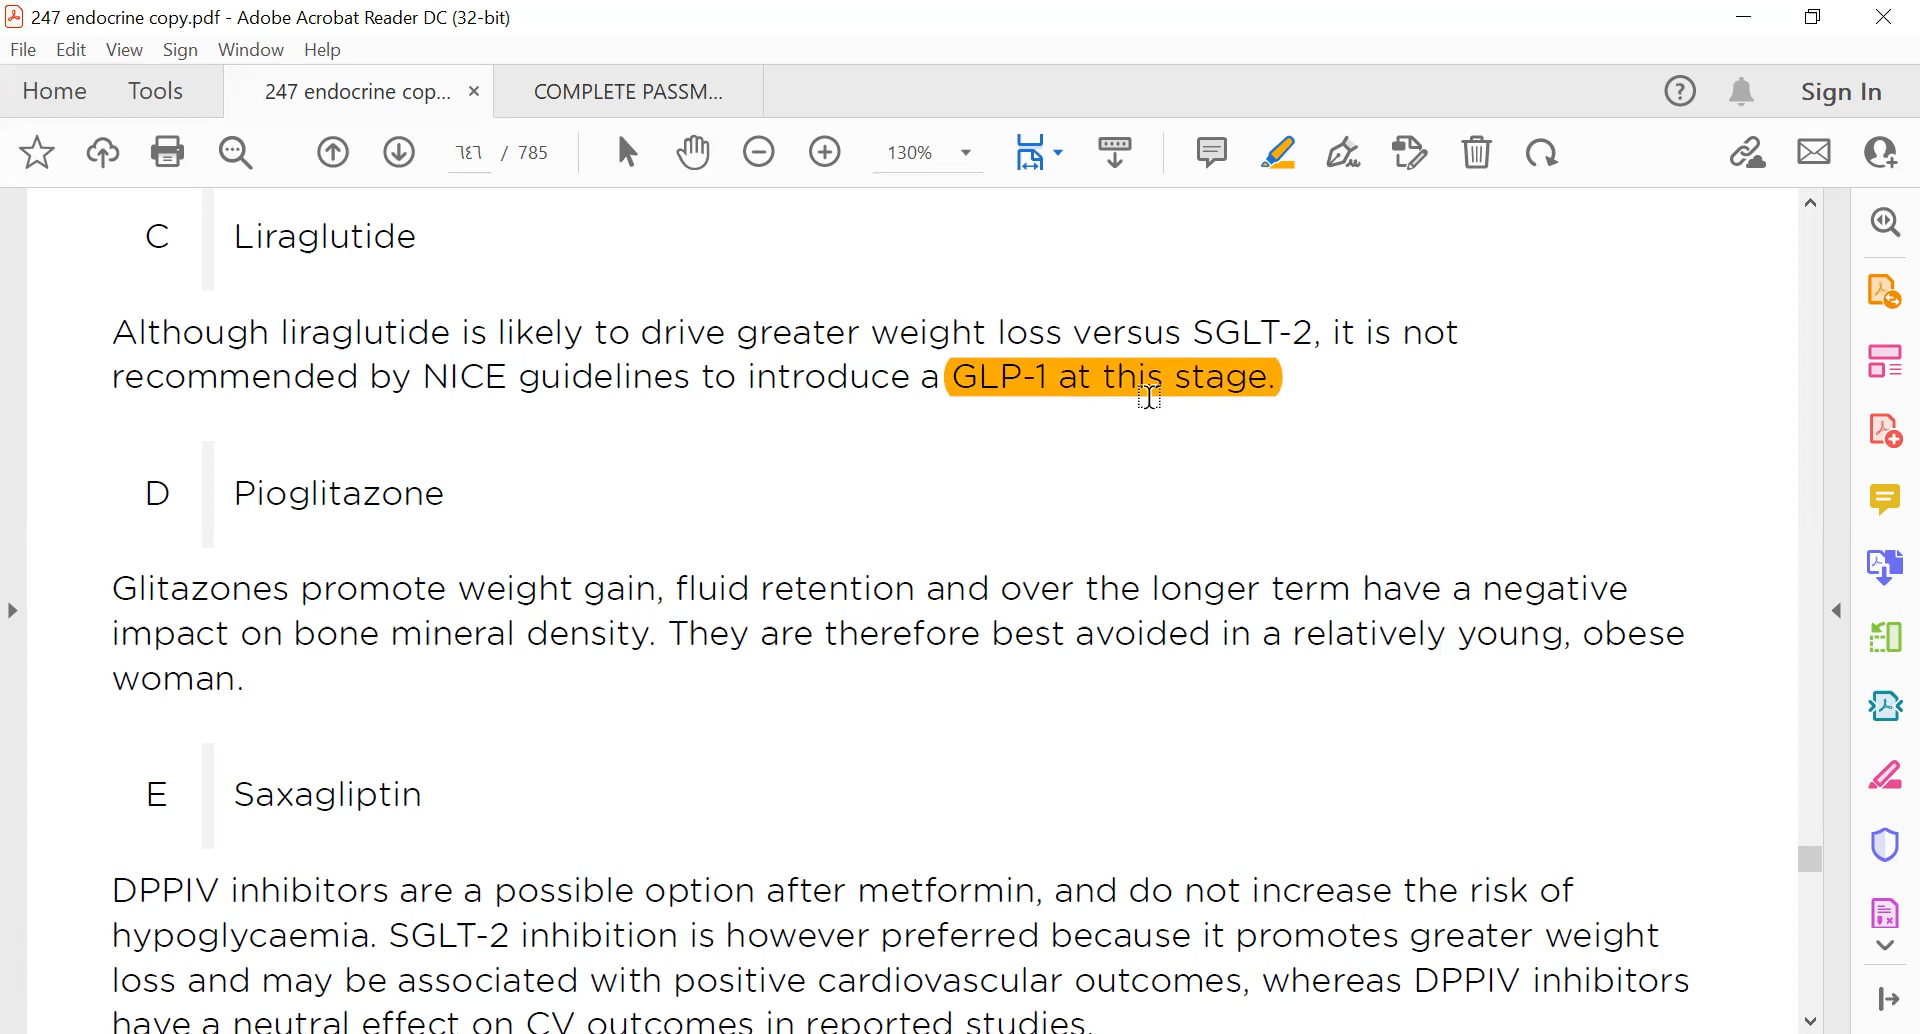 247 endocrine copy.pdf - Adobe Acrobat Reader DC (32-bit)
File Edit View Sign Window Help
Home Tools 247 endocrine cop... × COMPLETE PASSM... ? Sign In
٦٤٦ / 785 130%
C Liraglutide
Although liraglutide is likely to drive greater weight loss versus SGLT-2, it is not
recommended by NICE guidelines to introduce a GLP-1 at this stage.
D Pioglitazone
Glitazones promote weight gain, fluid retention and over the longer term have a negative
impact on bone mineral density. They are therefore best avoided in a relatively young, obese
woman.
E Saxagliptin
DPPIV inhibitors are a possible option after metformin, and do not increase the risk of
hypoglycaemia. SGLT-2 inhibition is however preferred because it promotes greater weight
loss and may be associated with positive cardiovascular outcomes, whereas DPPIV inhibitors
have a neutral effect on CV outcomes in reported studies.